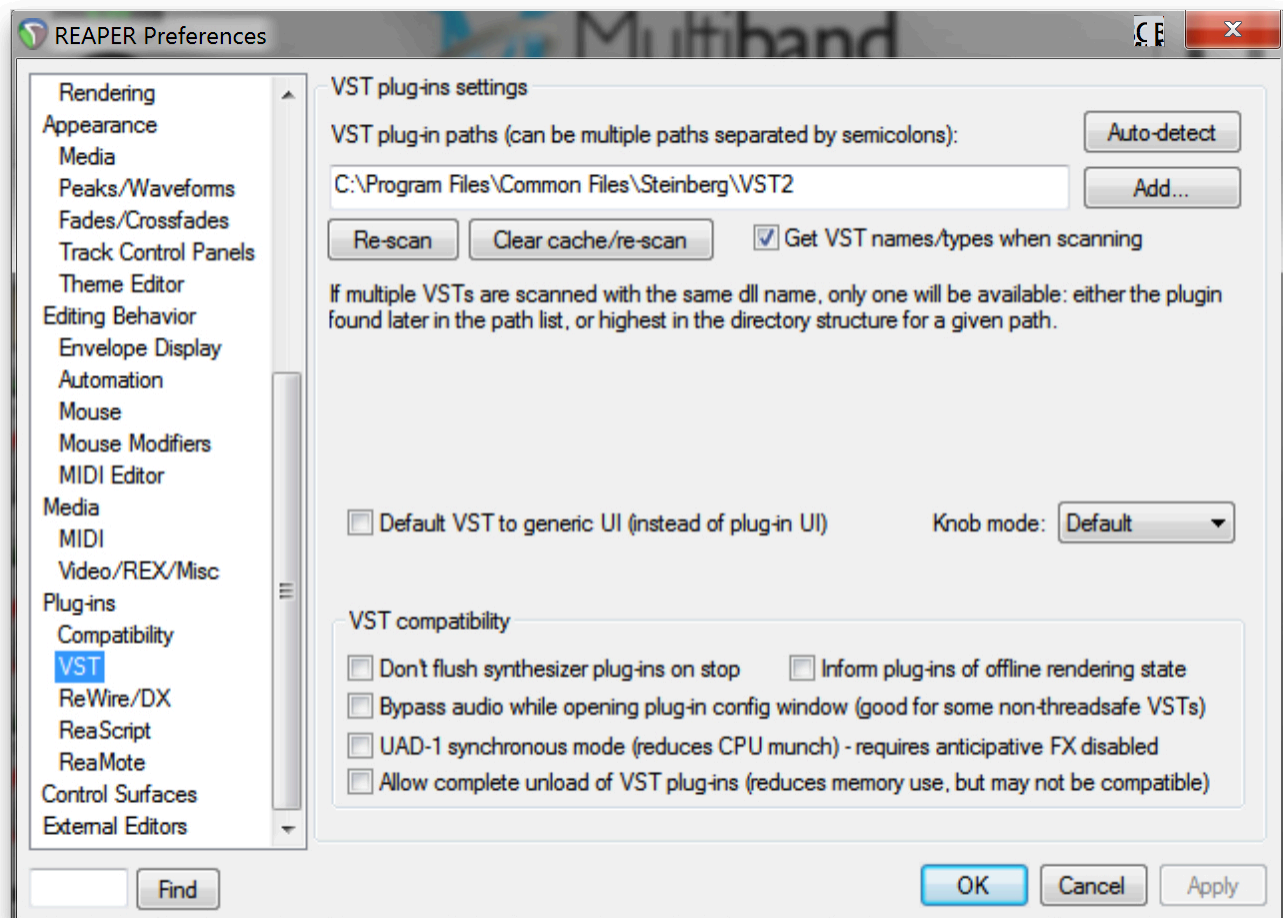 Multiband
REAPER Preferences
Rendering
Appearance
Media
Peaks/Waveforms
Fades/Crossfades
Track Control Panels
Theme Editor
Editing Behavior
Envelope Display
Automation
Mouse
Mouse Modifiers
MIDI Editor
Media
MIDI
Video/REX/Misc
Plug-ins
Compatibility
VST
ReWire/DX
ReaScript
ReaMote
Control Surfaces
External Editors
Find
VST plug-ins settings
VST plug-in paths (can be multiple paths separated by semicolons):
Auto-detect
C:\Program Files\Common Files\Steinberg\VST2
Add...
Re-scan
Clear cache/re-scan
Get VST names/types when scanning
If multiple VSTs are scanned with the same dll name, only one will be available: either the plugin
found later in the path list, or highest in the directory structure for a given path.
Default VST to generic UI (instead of plug-in UI)
Knob mode: Default
VST compatibility
Don't flush synthesizer plug-ins on stop
Inform plug-ins of offline rendering state
Bypass audio while opening plug-in config window (good for some non-threadsafe VSTs)
UAD-1 synchronous mode (reduces CPU munch) - requires anticipative FX disabled
Allow complete unload of VST plug-ins (reduces memory use, but may not be compatible)
OK
Cancel
Apply